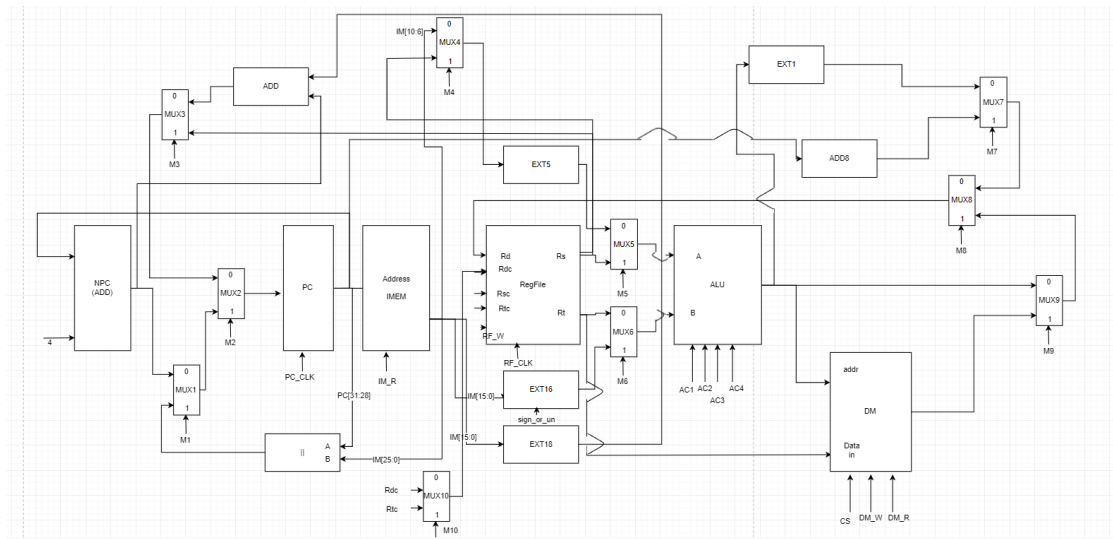 IM[10:6]
0
MUX4
1
M4
ADD
0
MUX3
1
M3
EXT1
0
MUX7
1
M7
ADD8
EXT5
0
MUX8
1
M8
NPC
(ADD)
4
0
MUX2
1
M2
PC
PC_CLK
Address
IMEM
IM_R
Rd
Rdc
Rsc
Rtc
RF_W
RegFile
Rs
Rt
RF_CLK
0
MUX5
1
M5
0
MUX6
1
M6
A
ALU
B
AC1
AC2
AC3
AC4
0
MUX9
1
M9
0
MUX1
1
M1
PC[31:28]
IM[15:0]
EXT16
sign_or_un
IM[15:0]
EXT18
||
A
B
IM[25:0]
addr
DM
Data
in
CS
DM_W
DM_R
Rdc
Rtc
0
MUX10
1
M10